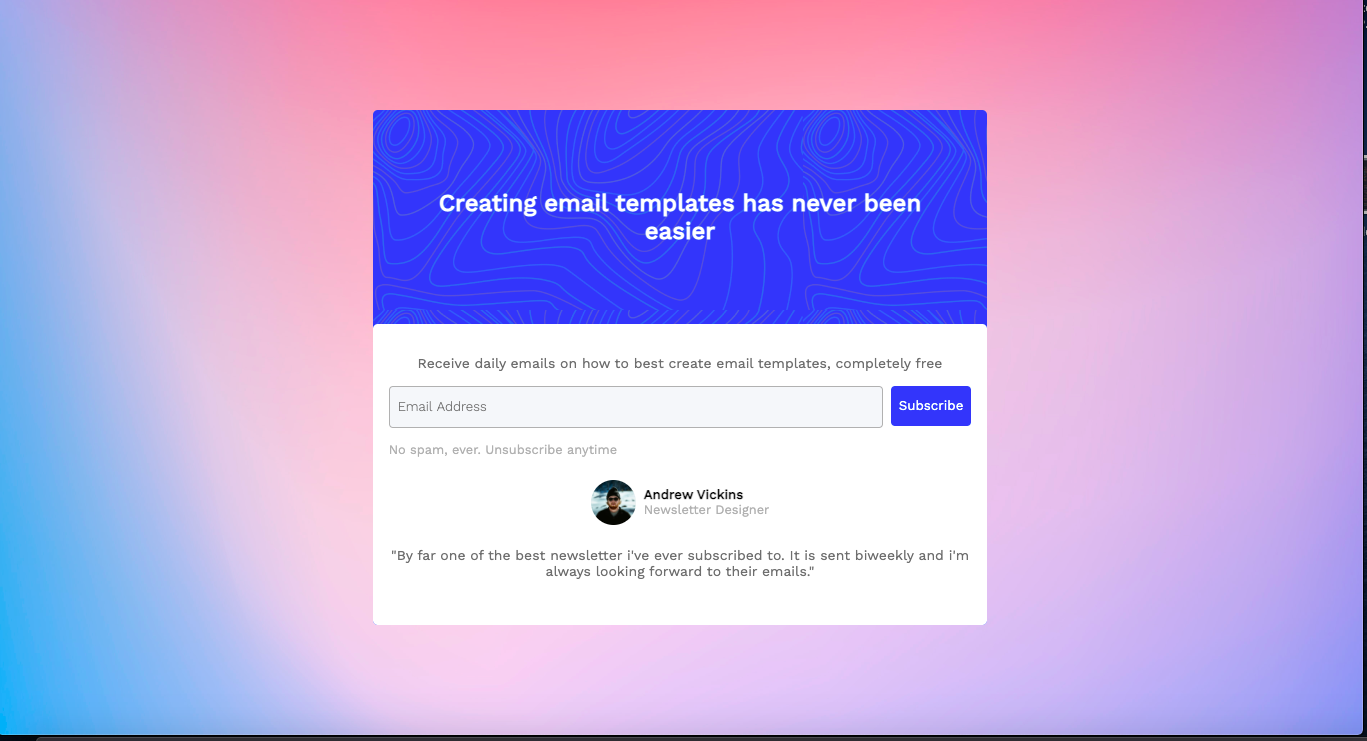 Creating email templates has never been
easier
Receive daily emails on how to best create email templates, completely free
Email Address
Subscribe
No spam, ever. Unsubscribe anytime
Andrew Vickins
Newsletter Designer
"By far one of the best newsletter i've ever subscribed to. It is sent biweekly and i'm
always looking forward to their emails."